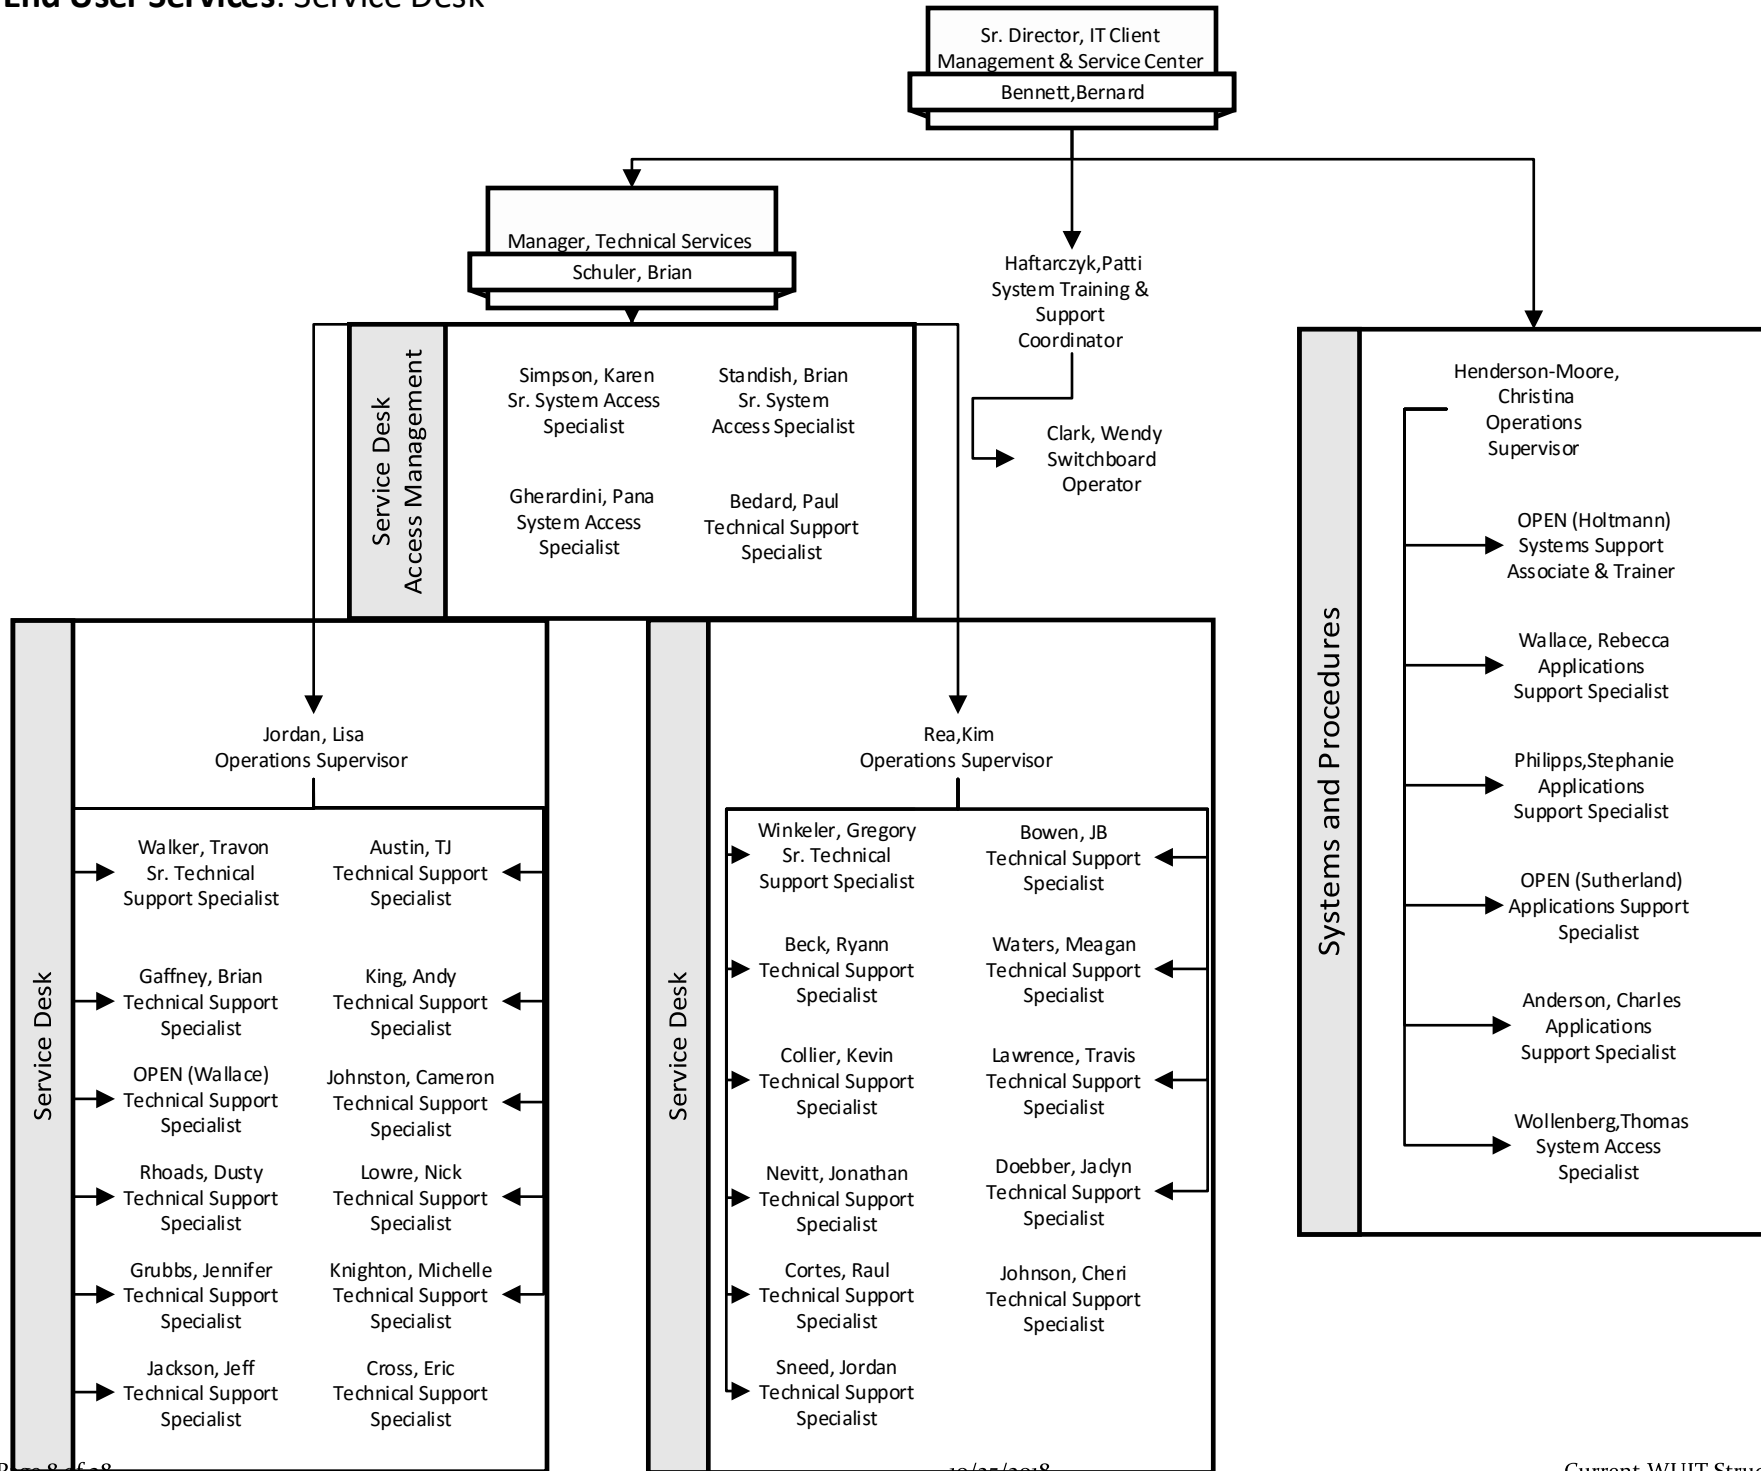 End User Services: Service Desk
Sr. Director, IT Client
Management & Service Center
Bennett,Bernard
Manager, Technical Services
Schuler, Brian
Haftarczyk,Patti
System Training &
Support
Coordinator
Clark, Wendy
Switchboard
Operator
Service Desk
Access Management
Simpson, Karen
Sr. System Access
Specialist
Standish, Brian
Sr. System
Access Specialist
Gherardini, Pana
System Access
Specialist
Bedard, Paul
Technical Support
Specialist
Service Desk
Jordan, Lisa
Operations Supervisor
Walker, Travon
Sr. Technical
Support Specialist
Austin, TJ
Technical Support
Specialist
Gaffney, Brian
Technical Support
Specialist
King, Andy
Technical Support
Specialist
OPEN (Wallace)
Technical Support
Specialist
Johnston, Cameron
Technical Support
Specialist
Rhoads, Dusty
Technical Support
Specialist
Lowre, Nick
Technical Support
Specialist
Grubbs, Jennifer
Technical Support
Specialist
Knighton, Michelle
Technical Support
Specialist
Jackson, Jeff
Technical Support
Specialist
Cross, Eric
Technical Support
Specialist
Service Desk
Rea,Kim
Operations Supervisor
Winkeler, Gregory
Sr. Technical
Support Specialist
Bowen, JB
Technical Support
Specialist
Beck, Ryann
Technical Support
Specialist
Waters, Meagan
Technical Support
Specialist
Collier, Kevin
Technical Support
Specialist
Lawrence, Travis
Technical Support
Specialist
Nevitt, Jonathan
Technical Support
Specialist
Doebber, Jaclyn
Technical Support
Specialist
Cortes, Raul
Technical Support
Specialist
Johnson, Cheri
Technical Support
Specialist
Sneed, Jordan
Technical Support
Specialist
Systems and Procedures
Henderson-Moore,
Christina
Operations
Supervisor
OPEN (Holtmann)
Systems Support
Associate & Trainer
Wallace, Rebecca
Applications
Support Specialist
Philipps,Stephanie
Applications
Support Specialist
OPEN (Sutherland)
Applications Support
Specialist
Anderson, Charles
Applications
Support Specialist
Wollenberg,Thomas
System Access
Specialist
Current WUIT